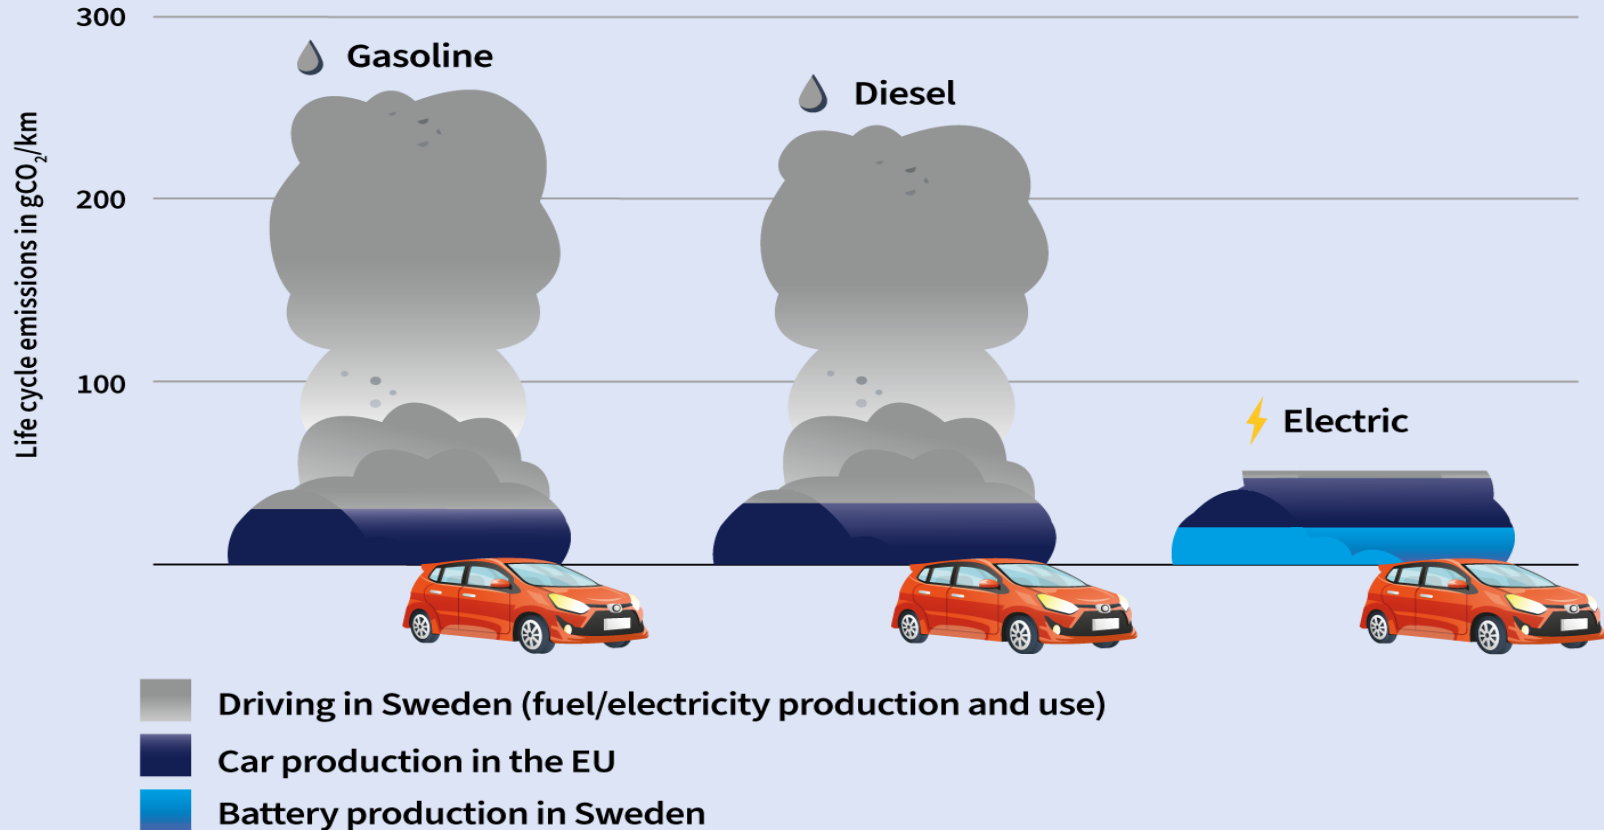 300
Gasoline
Diesel
200
100
Life cycle emissions in gCO₂/km
Electric
Driving in Sweden (fuel/electricity production and use)
Car production in the EU
Battery production in Sweden